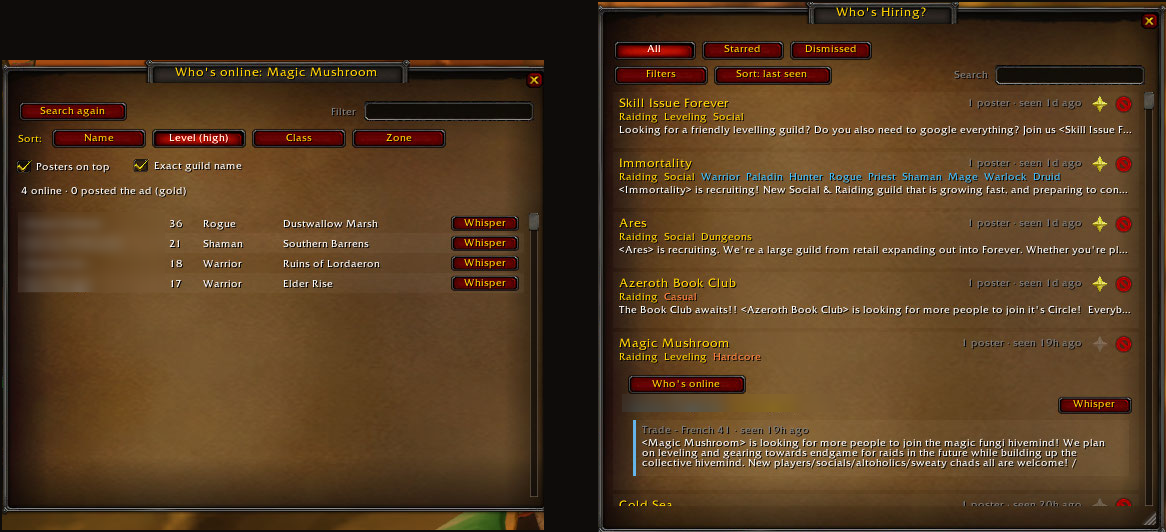 Who's online: Magic Mushroom
Search again
Filter
Sort: Name Level (high) Class Zone
Posters on top Exact guild name
4 online · 0 posted the ad (gold)
36 Rogue Dustwallow Marsh Whisper
21 Shaman Southern Barrens Whisper
18 Warrior Ruins of Lordaeron Whisper
17 Warrior Elder Rise Whisper
Who's Hiring?
All Starred Dismissed
Filters Sort: last seen Search
Skill Issue Forever 1 poster · seen 1d ago
Raiding Leveling Social
Looking for a friendly levelling guild? Do you also need to google everything? Join us <Skill Issue F...
Immortality 1 poster · seen 1d ago
Raiding Social Warrior Paladin Hunter Rogue Priest Shaman Mage Warlock Druid
<Immortality> is recruiting! New Social & Raiding guild that is growing fast, and preparing to con...
Ares 1 poster · seen 1d ago
Raiding Social Dungeons
<Ares> is recruiting. We're a large guild from retail expanding out into Forever. Whether you're pl...
Azeroth Book Club 1 poster · seen 1d ago
Raiding Casual
The Book Club awaits!! <Azeroth Book Club> is looking for more people to join it's Circle! Everyb...
Magic Mushroom 1 poster · seen 19h ago
Raiding Leveling Hardcore
Who's online
Whisper
Trade - French 41 · seen 19h ago
<Magic Mushroom> is looking for more people to join the magic fungi hivemind! We plan
on leveling and gearing towards endgame for raids in the future while building up the
collective hivemind. New players/socials/altoholics/sweaty chads all are welcome! /
Cold Sea 1 poster · seen 20h ago